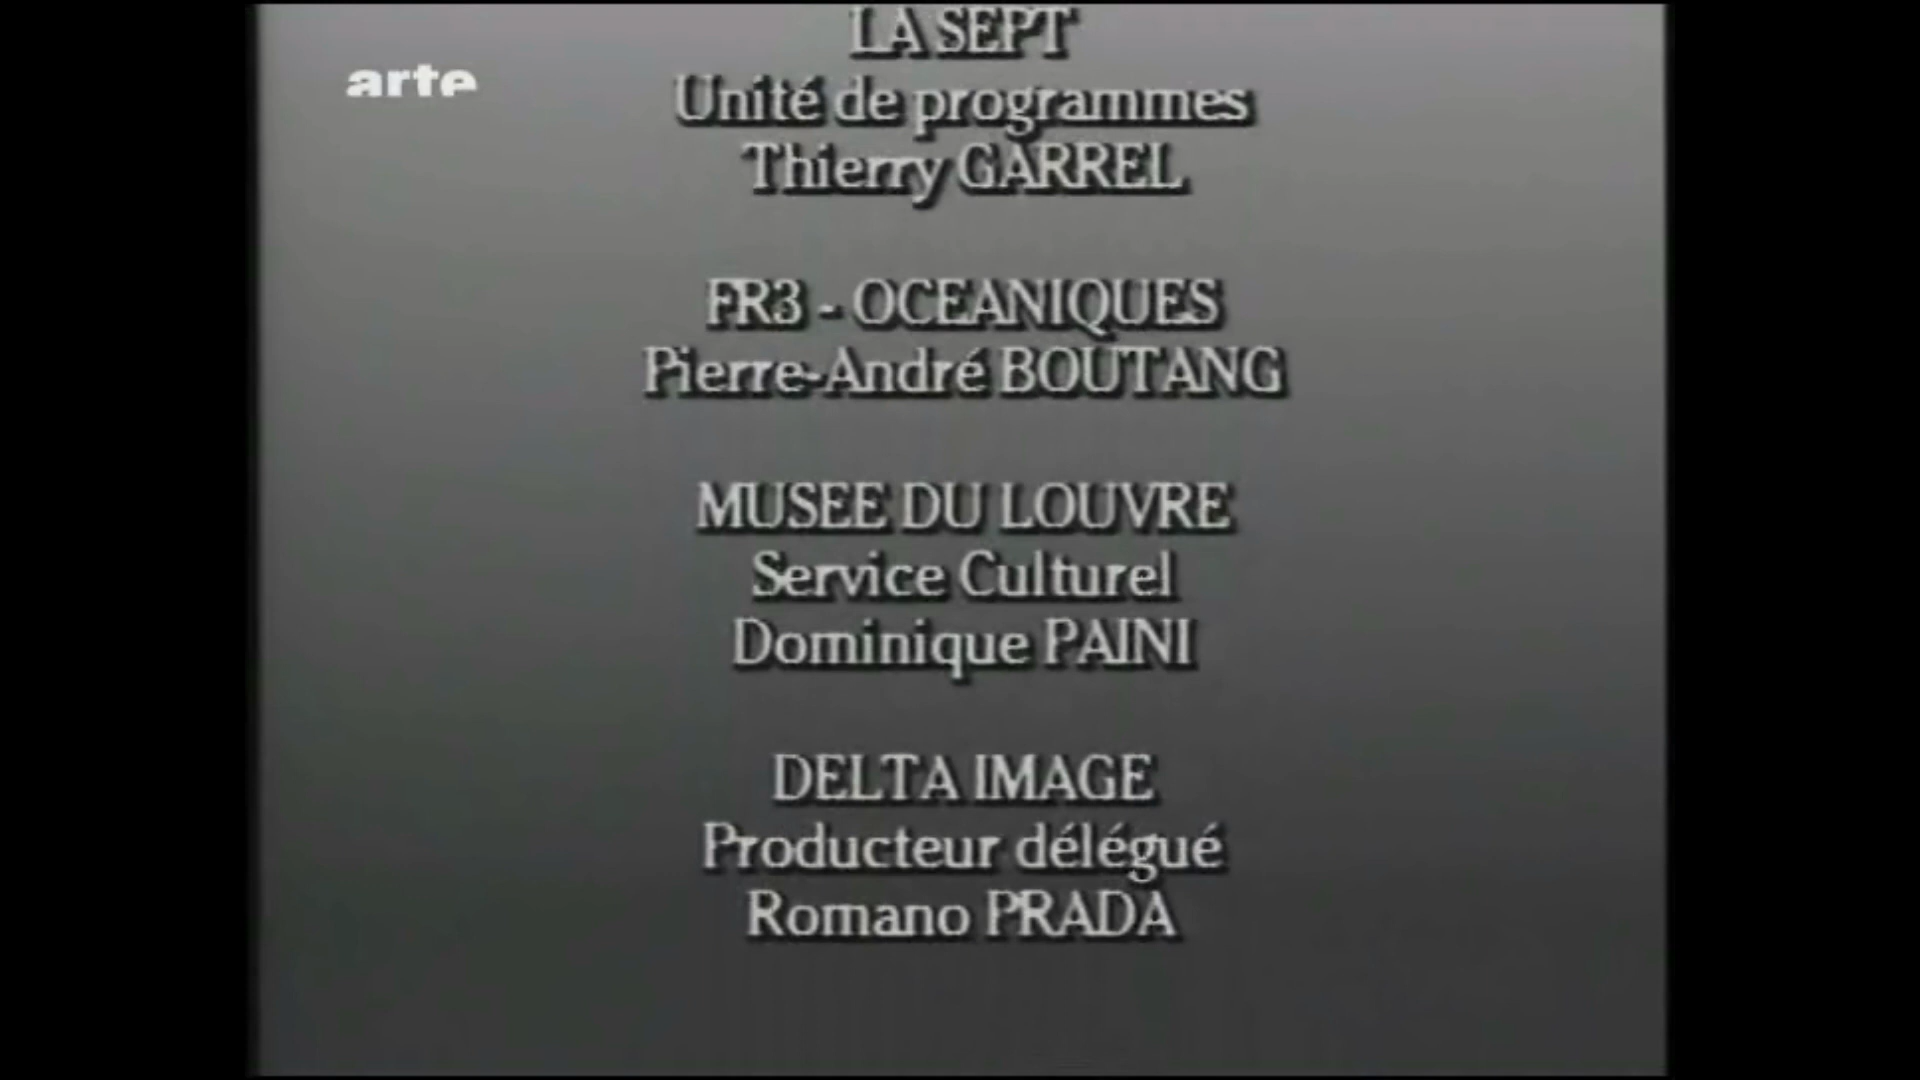 LA SEPT
arte
Unité de programmes
Thierry GARREL
FR3 - OCEANIQUES
Pierre-André BOUTANG
MUSEE DU LOUVRE
Service Culturel
Dominique PAINI
DELTA IMAGE
Producteur délégué
Romano PRADA